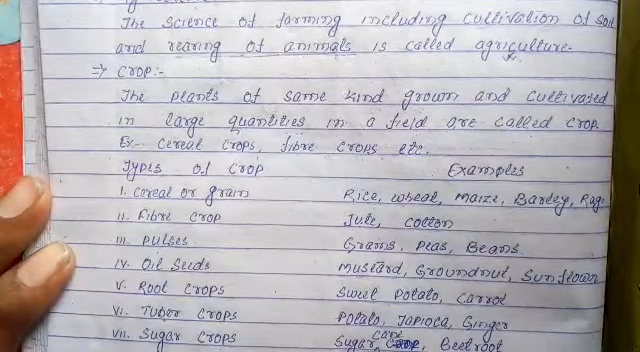 The science of farming including cultivation of soil
and rearing of animals is called agriculture.
=> Crop:-
The plants of same kind grown and cultivated
in large quantities in a field are called crop.
Ex:- Cereal crops, fibre crops etc.
Types of crop Examples
i. Cereal or grain Rice, wheat, Maize, Barley, Ragi
ii. Fibre crop Jute, cotton
iii. Pulses Grams, Peas, Beans
iv. Oil Seeds Mustard, Groundnut, Sunflower
v. Root crops Sweet Potato, Carrot
vi. Tuber crops Potato, Tapioca, Ginger
vii. Sugar crops Sugar cane, Beetroot